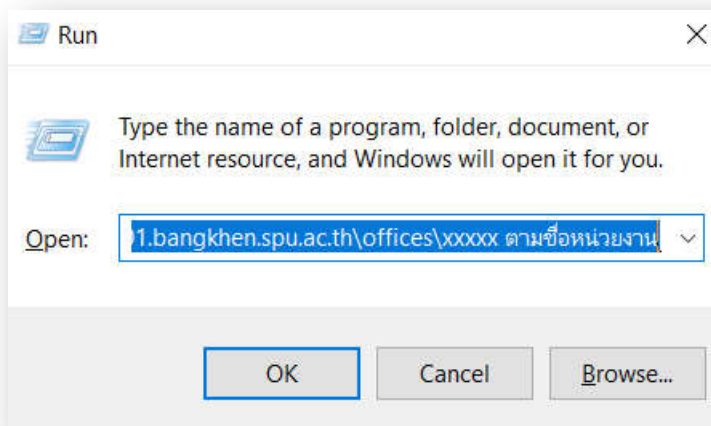 Run
Type the name of a program, folder, document, or
Internet resource, and Windows will open it for you.
Open:
1.bangkhen.spu.ac.th\offices\xxxxx ตามชื่อหน่วยงาน
OK
Cancel
Browse...